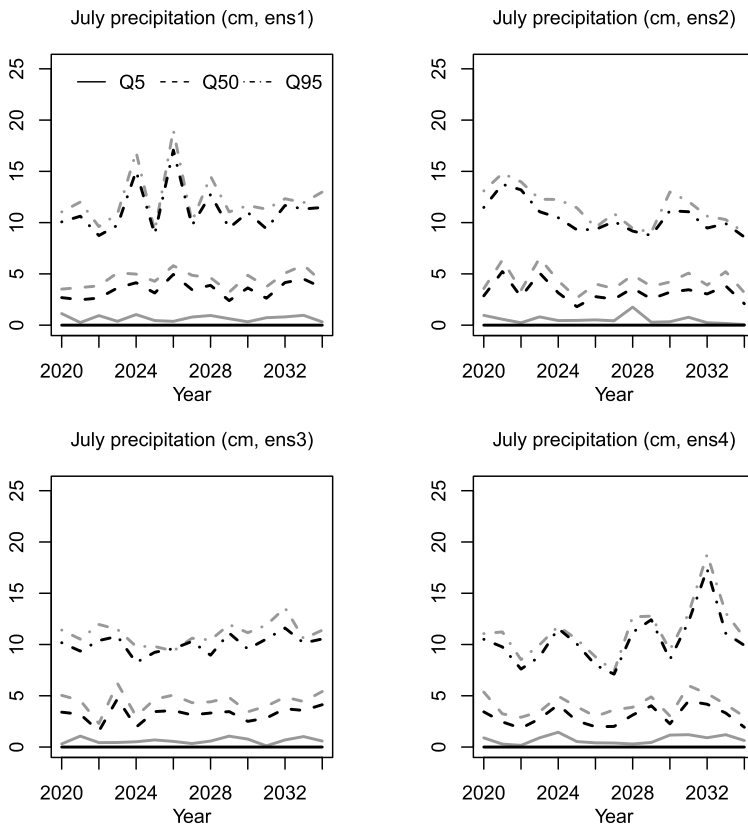 July precipitation (cm, ens1)
25
20
15
10
5
0
Q5 Q50 Q95
2020 2024 2028 2032
Year
July precipitation (cm, ens2)
25
20
15
10
5
0
2020 2024 2028 2032
Year
July precipitation (cm, ens3)
25
20
15
10
5
0
2020 2024 2028 2032
Year
July precipitation (cm, ens4)
25
20
15
10
5
0
2020 2024 2028 2032
Year